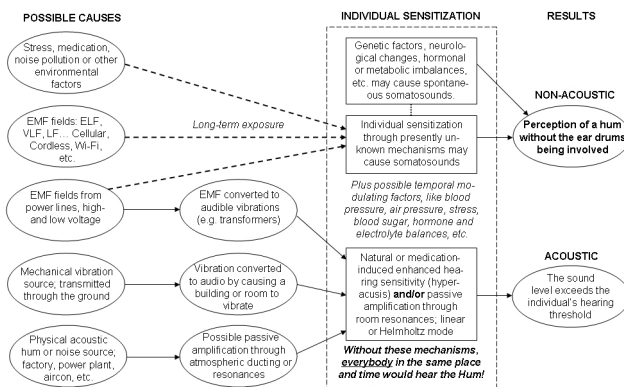 POSSIBLE CAUSES
INDIVIDUAL SENSITIZATION
RESULTS
Stress, medication,
noise pollution or other
environmental
factors
EMF fields: ELF,
VLF, LF… Cellular,
Cordless, Wi-Fi,
etc.
EMF fields from
power lines, high-
and low voltage
Mechanical vibration
source; transmitted
through the ground
Physical acoustic
hum or noise source;
factory, power plant,
aircon, etc.
Long-term exposure
EMF converted to
audible vibrations
(e.g. transformers)
Vibration converted
to audio by causing a
building or room to
vibrate
Possible passive
amplification through
atmospheric ducting or
resonances
Genetic factors, neuro-
logical changes, hormonal
or metabolic imbalances,
etc. may cause spontane-
ous somatosounds.
Individual sensitization
through presently un-
known mechanisms may
cause somatosounds
Plus possible temporal mo-
dulating factors, like blood
pressure, air pressure, stress,
blood sugar, hormone and
electrolyte balances, etc.
Natural or medication-
induced enhanced hear-
ing sensitivity (hyper-
acusis) and/or passive
amplification through
room resonances; linear
or Helmholtz mode
Without these mechanisms,
everybody in the same place
and time would hear the Hum!
NON-ACOUSTIC
Perception of a hum
without the ear drums
being involved
ACOUSTIC
The sound
level exceeds the
individual's hearing
threshold